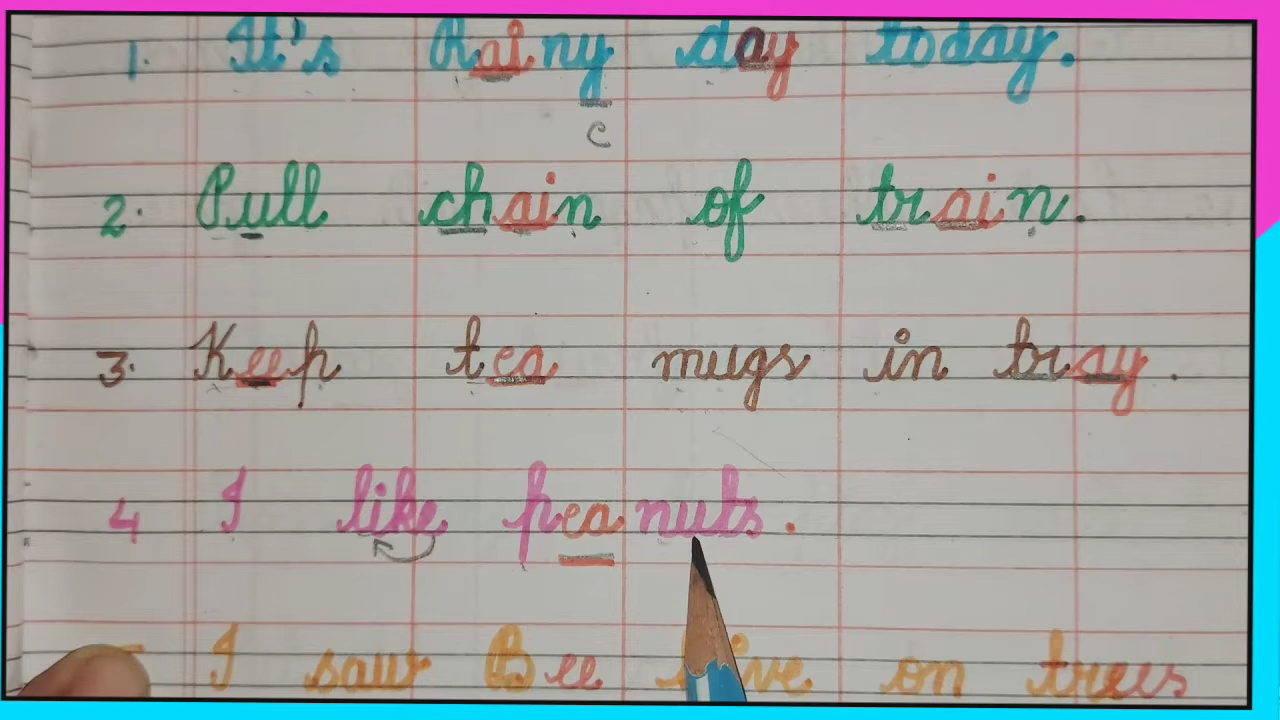 1. It's Rainy day today.
c
2. Pull chain of train.
3. Keep tea mugs in tray.
4 I like peanuts.
I saw Bee hive on trees